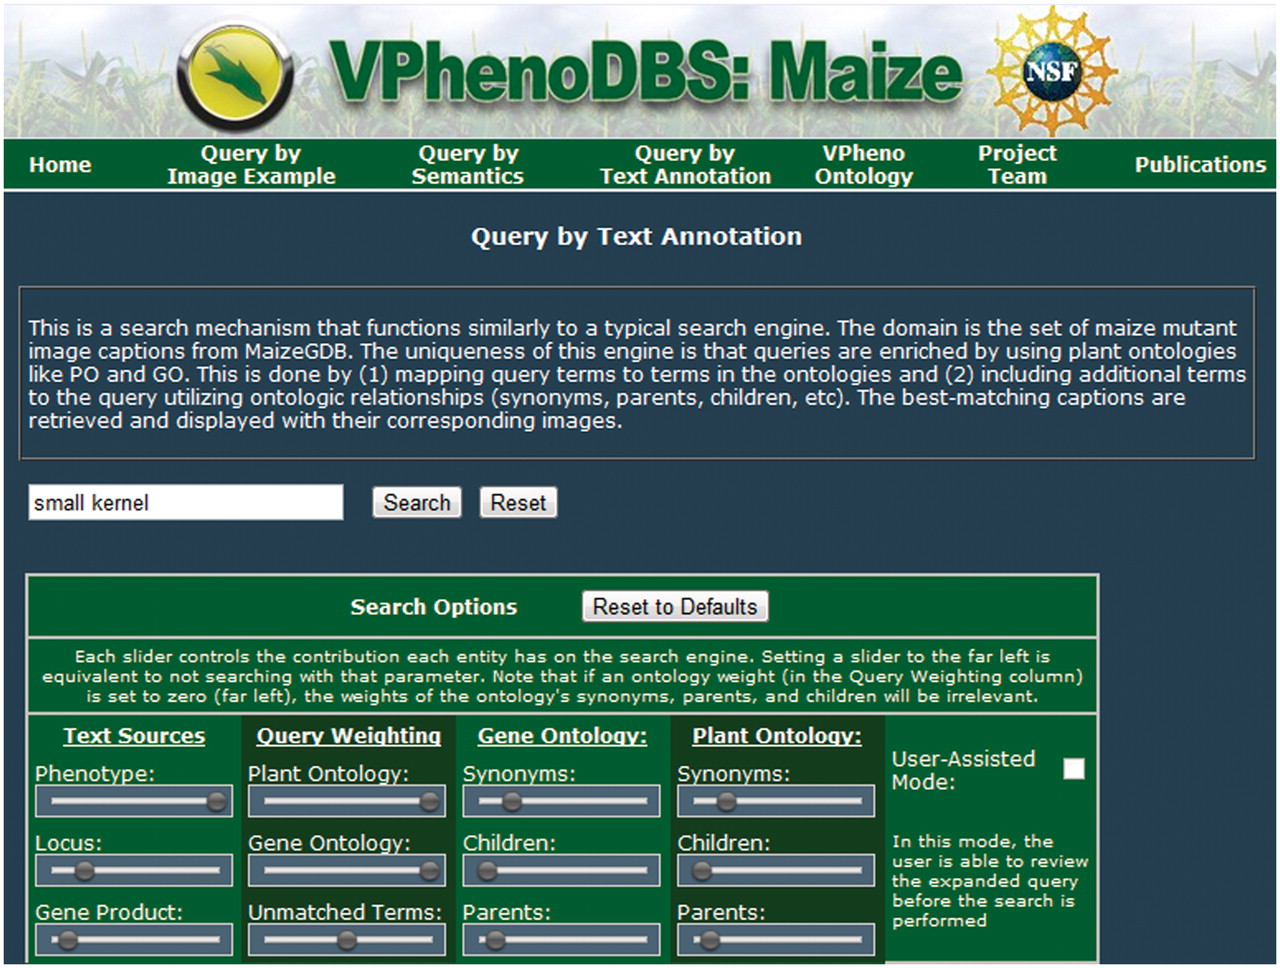 VPhenoDBS: Maize
NSF
Home
Query by
Image Example
Query by
Semantics
Query by
Text Annotation
VPheno
Ontology
Project
Team
Publications
Query by Text Annotation
This is a search mechanism that functions similarly to a typical search engine. The domain is the set of maize mutant
image captions from MaizeGDB. The uniqueness of this engine is that queries are enriched by using plant ontologies
like PO and GO. This is done by (1) mapping query terms to terms in the ontologies and (2) including additional terms
to the query utilizing ontologic relationships (synonyms, parents, children, etc). The best-matching captions are
retrieved and displayed with their corresponding images.
small kernel
Search
Reset
Search Options
Reset to Defaults
Each slider controls the contribution each entity has on the search engine. Setting a slider to the far left is
equivalent to not searching with that parameter. Note that if an ontology weight (in the Query Weighting column)
is set to zero (far left), the weights of the ontology's synonyms, parents, and children will be irrelevant.
Text Sources
Phenotype:
Locus:
Gene Product:
Query Weighting
Plant Ontology:
Gene Ontology:
Unmatched Terms:
Gene Ontology:
Synonyms:
Children:
Parents:
Plant Ontology:
Synonyms:
Children:
Parents:
User-Assisted
Mode:
In this mode, the
user is able to review
the expanded query
before the search is
performed